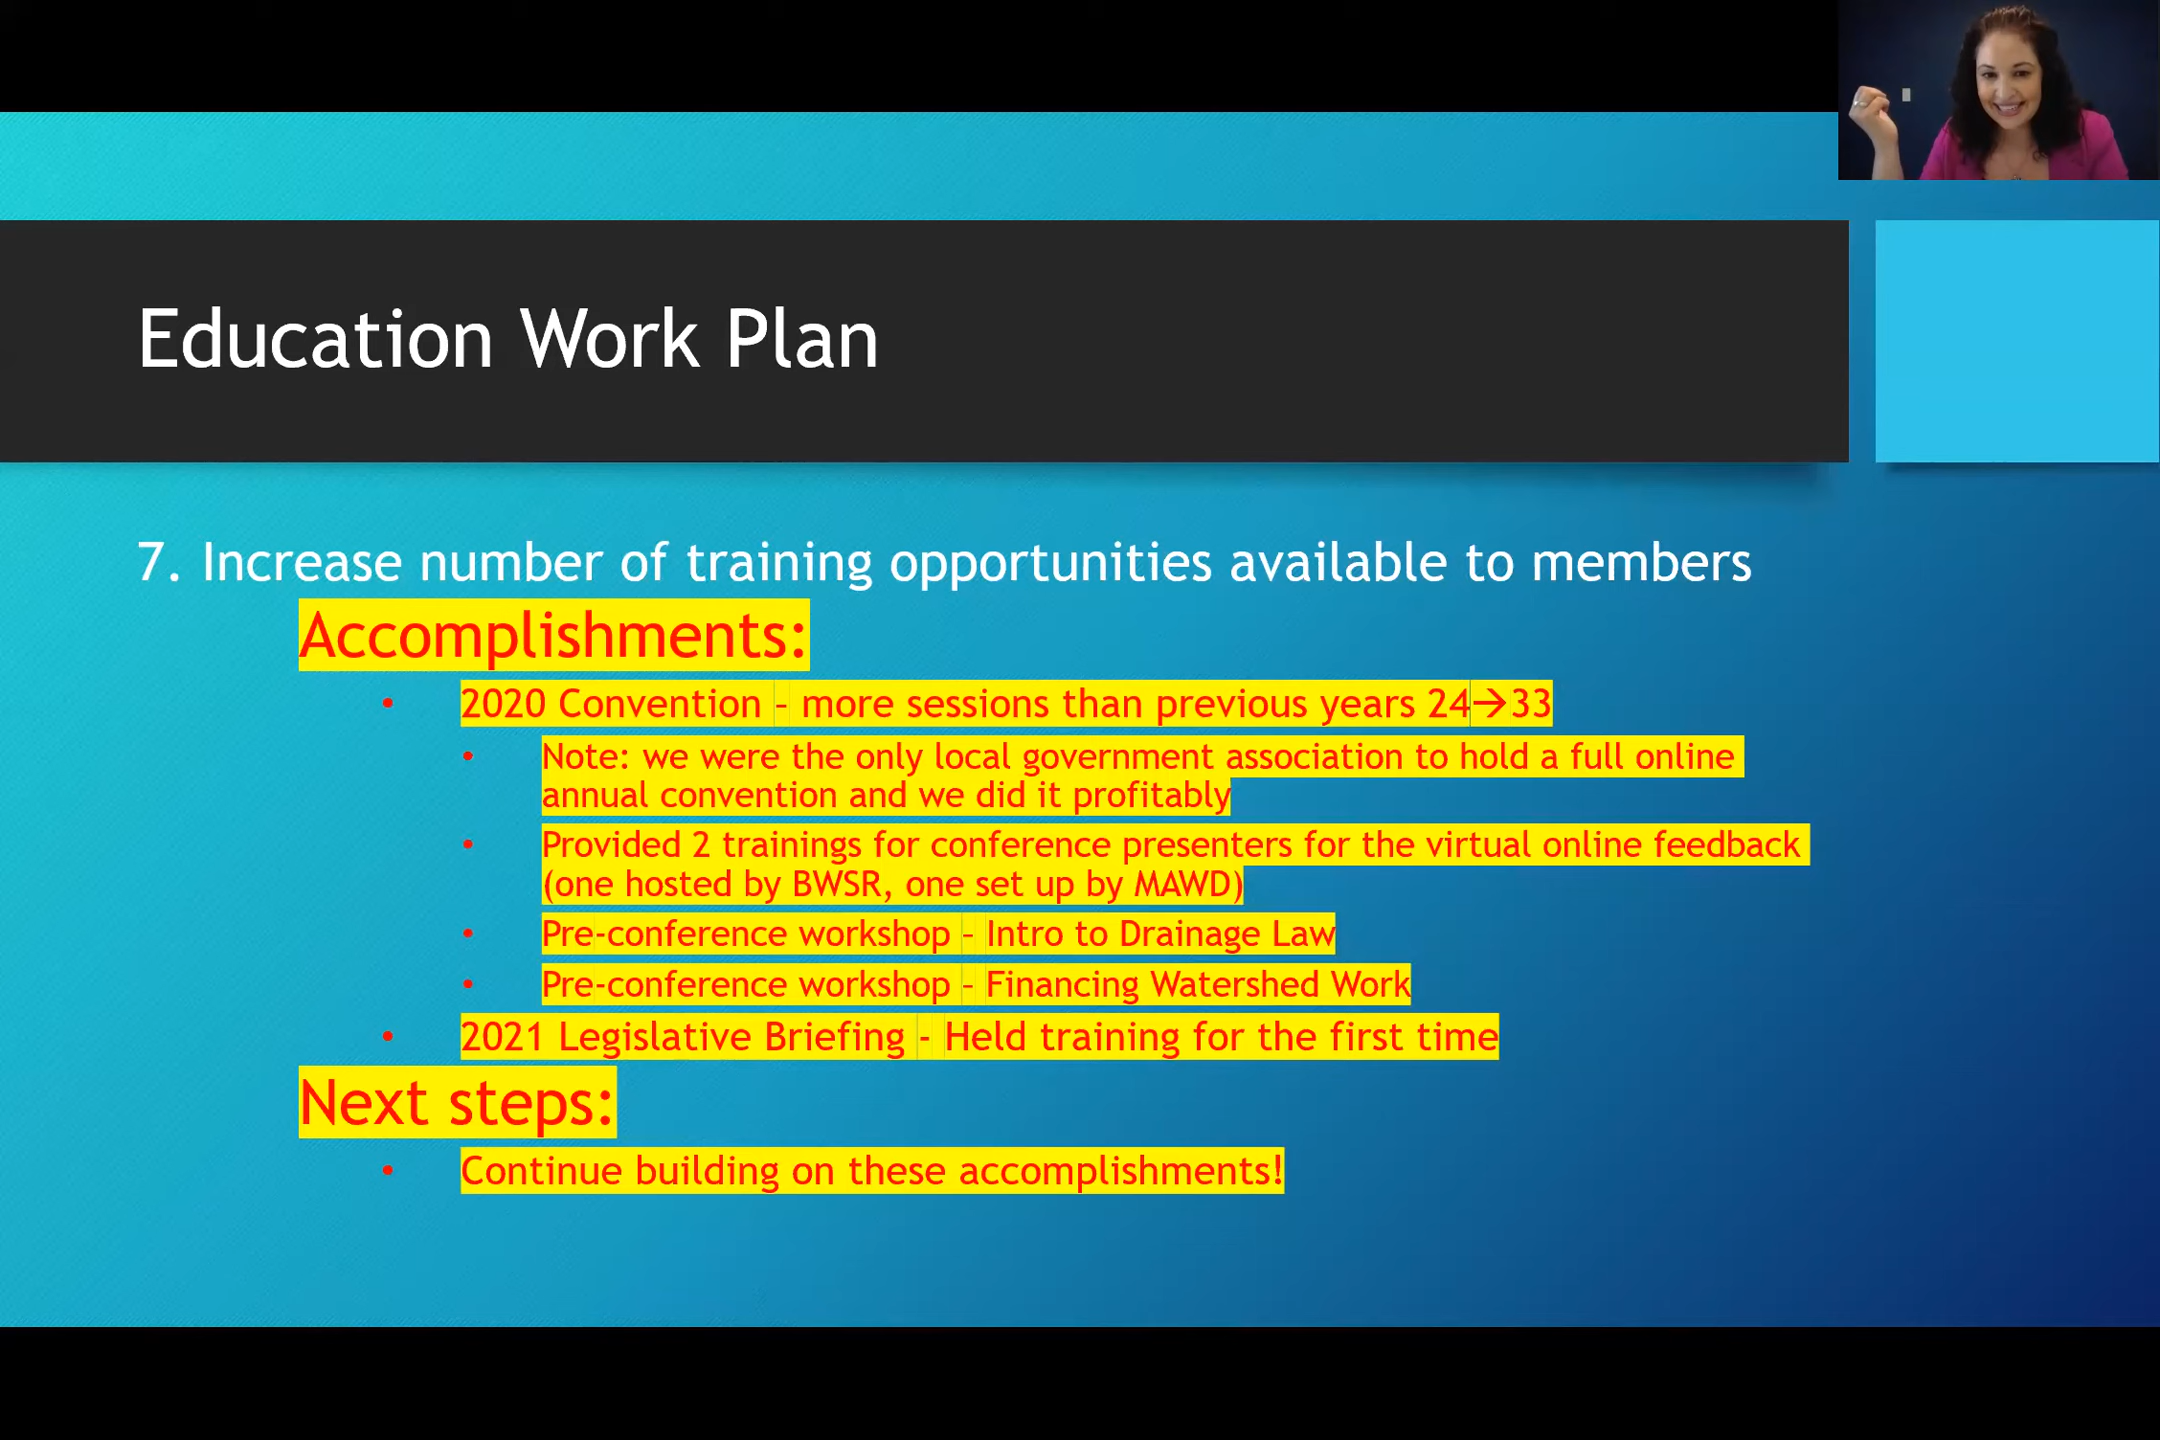 Education Work Plan
7. Increase number of training opportunities available to members
Accomplishments:
• 2020 Convention – more sessions than previous years 24→33
• Note: we were the only local government association to hold a full online
annual convention and we did it profitably
• Provided 2 trainings for conference presenters for the virtual online feedback
(one hosted by BWSR, one set up by MAWD)
• Pre-conference workshop – Intro to Drainage Law
• Pre-conference workshop – Financing Watershed Work
• 2021 Legislative Briefing - Held training for the first time
Next steps:
• Continue building on these accomplishments!